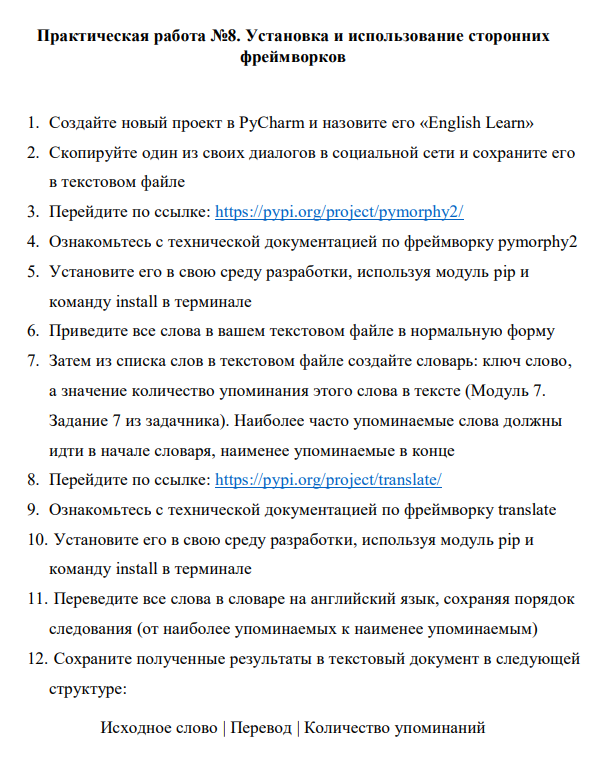 Практическая работа №8. Установка и использование сторонних
фреймворков
1. Создайте новый проект в PyCharm и назовите его «English Learn»
2. Скопируйте один из своих диалогов в социальной сети и сохраните его
в текстовом файле
3. Перейдите по ссылке: https://pypi.org/project/pymorphy2/
4. Ознакомьтесь с технической документацией по фреймворку pymorphy2
5. Установите его в свою среду разработки, используя модуль pip и
команду install в терминале
6. Приведите все слова в вашем текстовом файле в нормальную форму
7. Затем из списка слов в текстовом файле создайте словарь: ключ слово,
а значение количество упоминания этого слова в тексте (Модуль 7.
Задание 7 из задачника). Наиболее часто упоминаемые слова должны
идти в начале словаря, наименее упоминаемые в конце
8. Перейдите по ссылке: https://pypi.org/project/translate/
9. Ознакомьтесь с технической документацией по фреймворку translate
10. Установите его в свою среду разработки, используя модуль pip и
команду install в терминале
11. Переведите все слова в словаре на английский язык, сохраняя порядок
следования (от наиболее упоминаемых к наименее упоминаемым)
12. Сохраните полученные результаты в текстовый документ в следующей
структуре:
Исходное слово | Перевод | Количество упоминаний